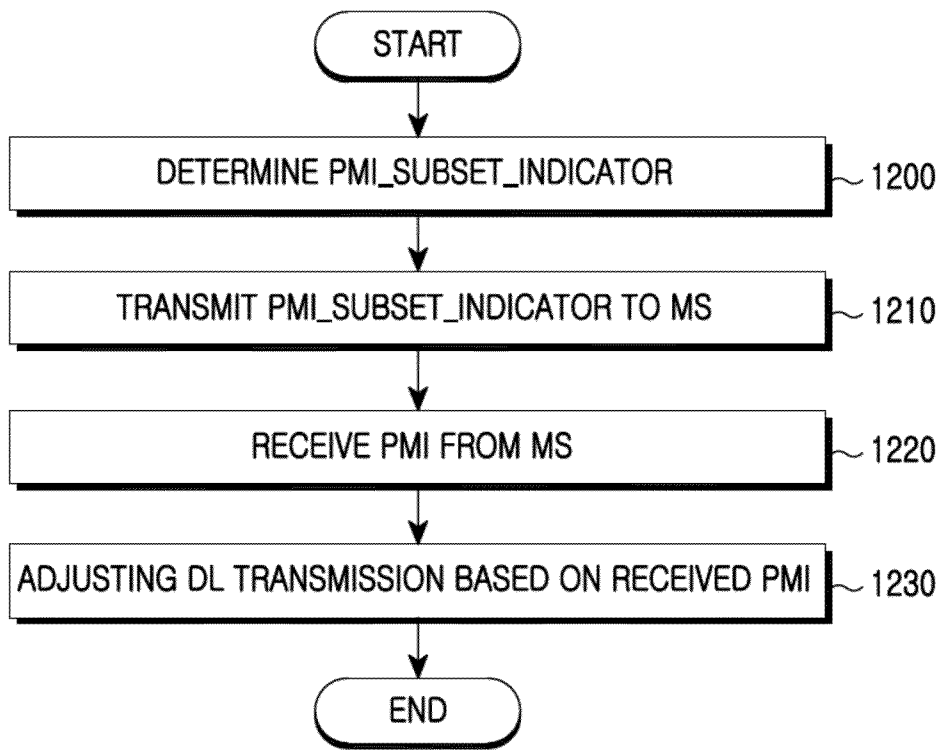 START
DETERMINE PMI_SUBSET_INDICATOR
1200
TRANSMIT PMI_SUBSET_INDICATOR TO MS
1210
RECEIVE PMI FROM MS
1220
ADJUSTING DL TRANSMISSION BASED ON RECEIVED PMI
1230
END